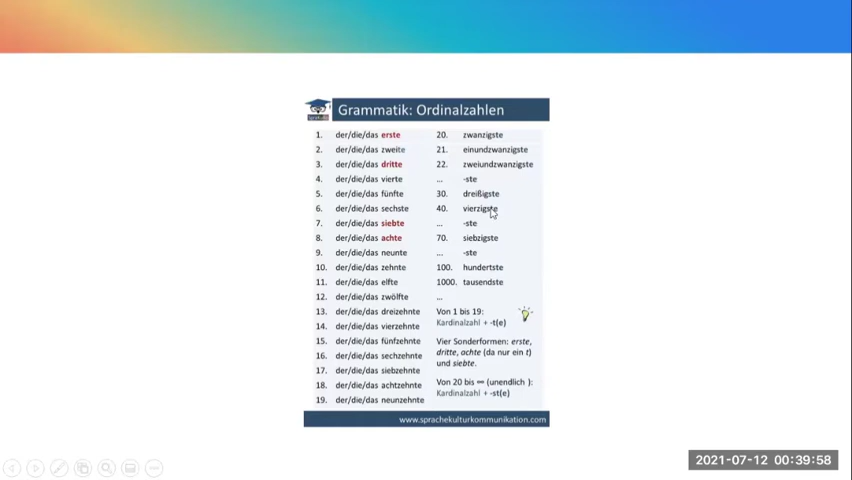 Grammatik: Ordinalzahlen
1. der/die/das erste
2. der/die/das zweite
3. der/die/das dritte
4. der/die/das vierte
5. der/die/das fünfte
6. der/die/das sechste
7. der/die/das siebte
8. der/die/das achte
9. der/die/das neunte
10. der/die/das zehnte
11. der/die/das elfte
12. der/die/das zwölfte
13. der/die/das dreizehnte
14. der/die/das vierzehnte
15. der/die/das fünfzehnte
16. der/die/das sechzehnte
17. der/die/das siebzehnte
18. der/die/das achtzehnte
19. der/die/das neunzehnte
20. zwanzigste
21. einundzwanzigste
22. zweiundzwanzigste
... -ste
30. dreißigste
40. vierzigste
... -ste
70. siebzigste
... -ste
100. hundertste
1000. tausendste
...
Von 1 bis 19:
Kardinalzahl + -t(e)
Vier Sonderformen: erste,
dritte, achte (da nur ein t)
und siebte.
Von 20 bis ∞ (unendlich ):
Kardinalzahl + -st(e)
www.sprachekulturkommunikation.com
2021-07-12 00:39:58